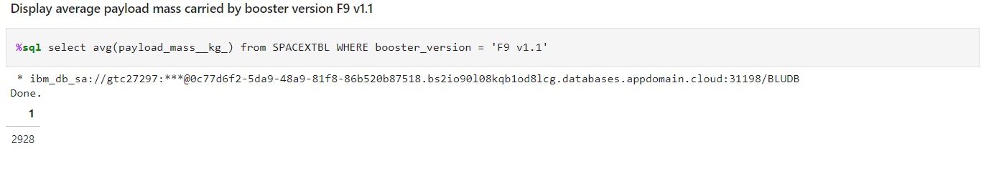 Display average payload mass carried by booster version F9 v1.1
%sql select avg(payload_mass__kg_) from SPACEXTBL WHERE booster_version = 'F9 v1.1'
* ibm_db_sa://gtc27297:***@0c77d6f2-5da9-48a9-81f8-86b520b87518.bs2io90l08kqb1od8lcg.databases.appdomain.cloud:31198/BLUDB
Done.
1
2928